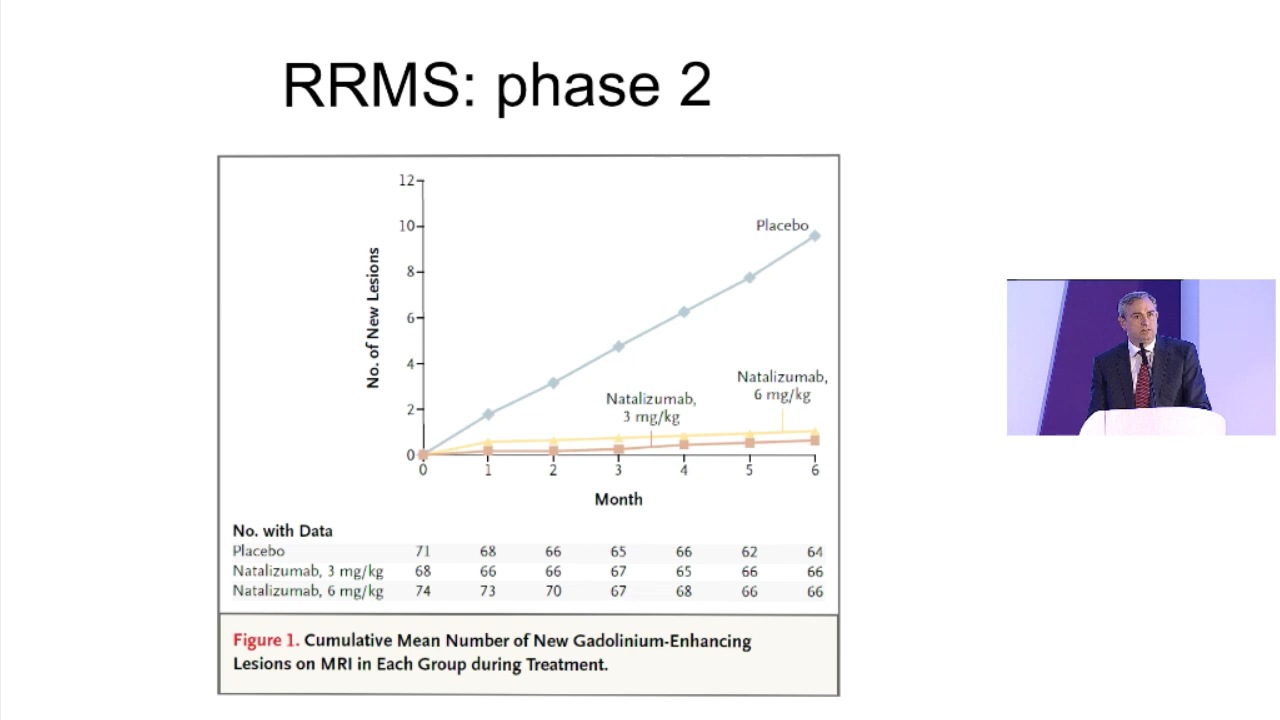 RRMS: phase 2
12
10
8
6
4
2
0
No. of New Lesions
Placebo
Natalizumab,
3 mg/kg
Natalizumab,
6 mg/kg
0 1 2 3 4 5 6
Month
No. with Data
Placebo 71 68 66 65 66 62 64
Natalizumab, 3 mg/kg 68 66 66 67 65 66 66
Natalizumab, 6 mg/kg 74 73 70 67 68 66 66
Figure 1. Cumulative Mean Number of New Gadolinium-Enhancing
Lesions on MRI in Each Group during Treatment.